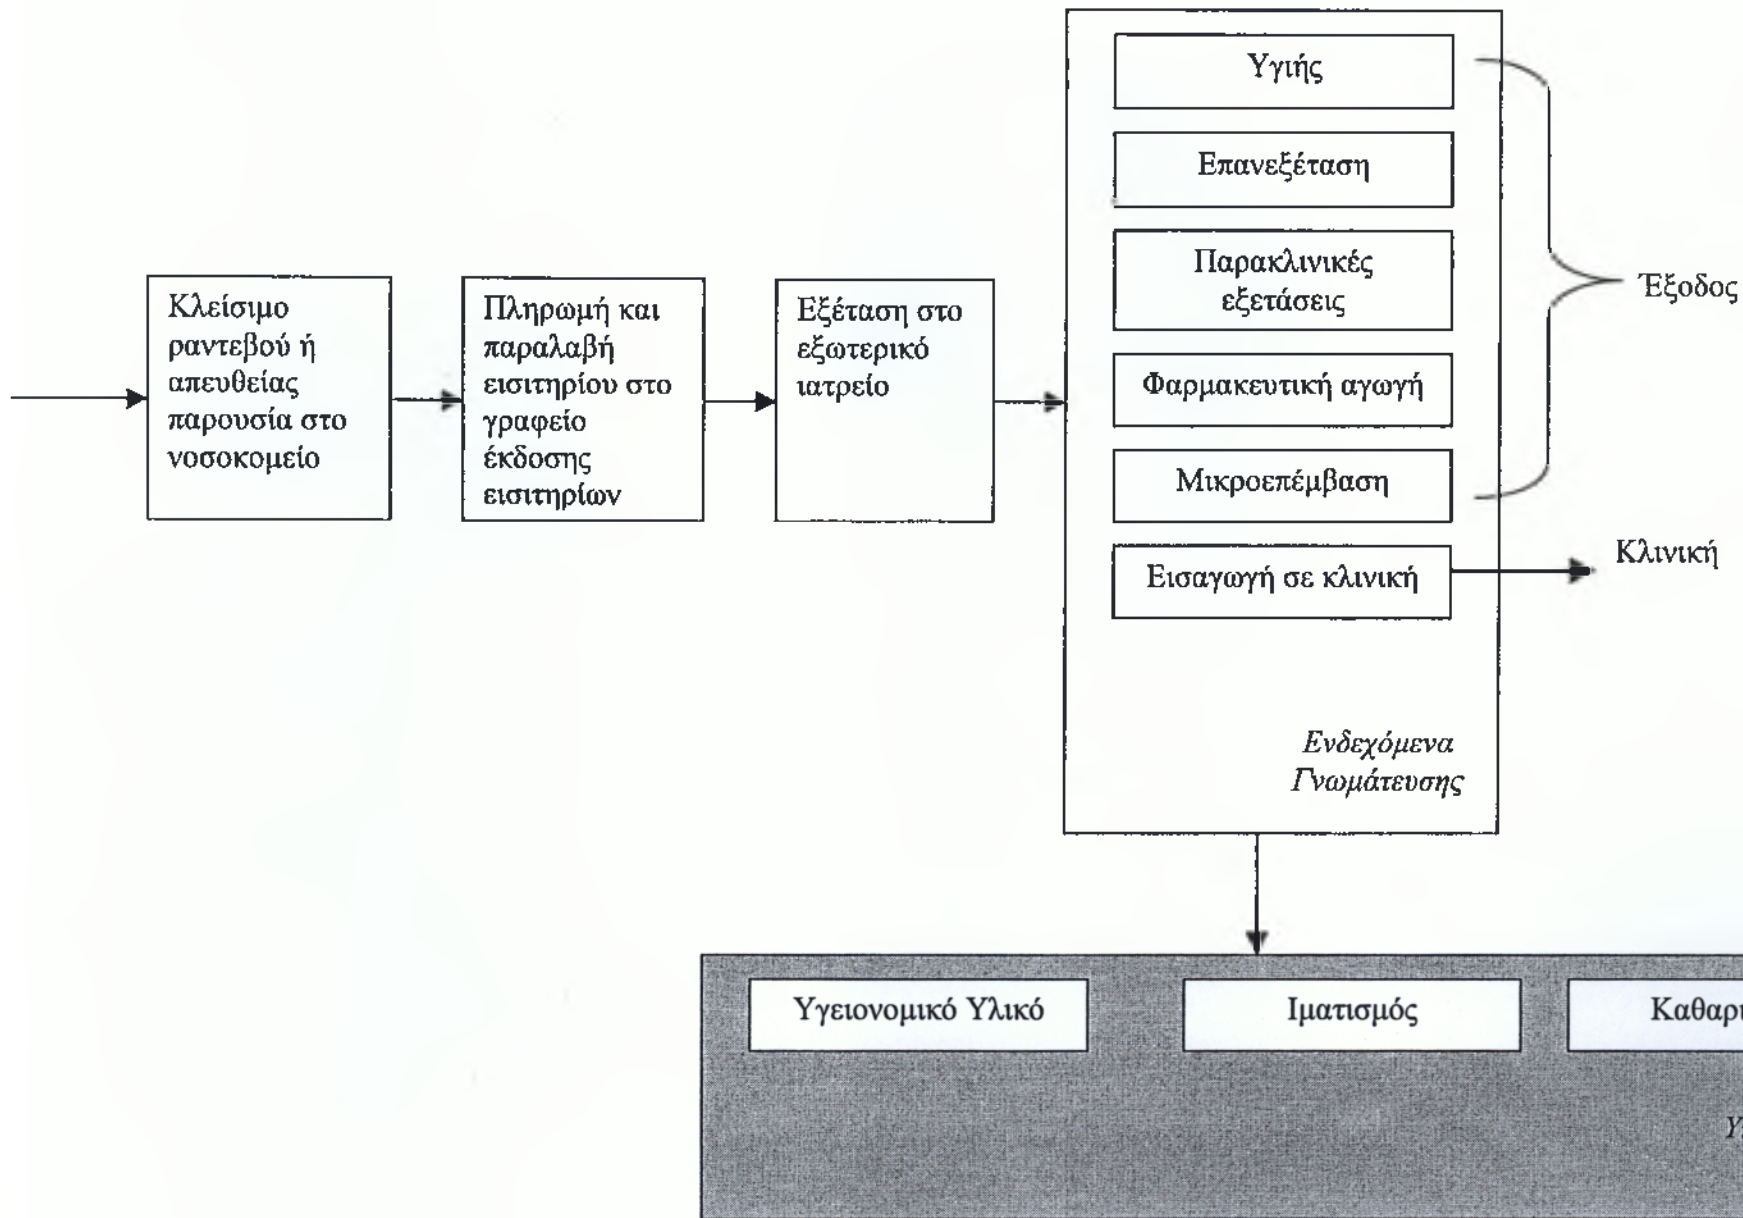 Κλείσιμο
ραντεβού ή
απευθείας
παρουσία στο
νοσοκομείο
Πληρωμή και
παραλαβή
εισιτηρίου στο
γραφείο
έκδοσης
εισιτηρίων
Εξέταση στο
εξωτερικό
ιατρείο
Υγιής
Επανεξέταση
Παρακλινικές
εξετάσεις
Φαρμακευτική αγωγή
Μικροεπέμβαση
Εισαγωγή σε κλινική
Ενδεχόμενα
Γνωμάτευσης
Έξοδος
Κλινική
Υγειονομικό Υλικό
Ιματισμός